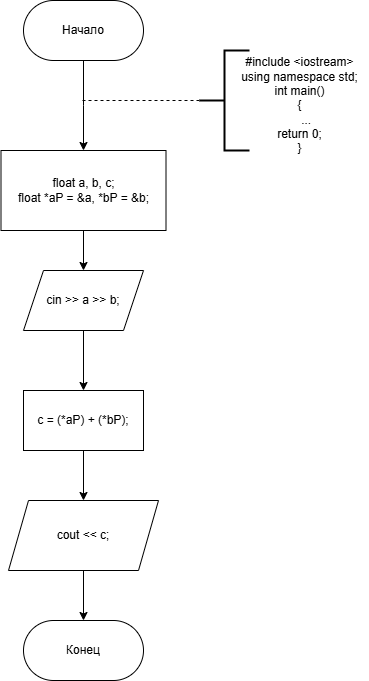 Начало
#include <iostream>
using namespace std;
int main()
{
...
return 0;
}
float a, b, c;
float *aP = &a, *bP = &b;
cin >> a >> b;
c = (*aP) + (*bP);
cout << c;
Конец